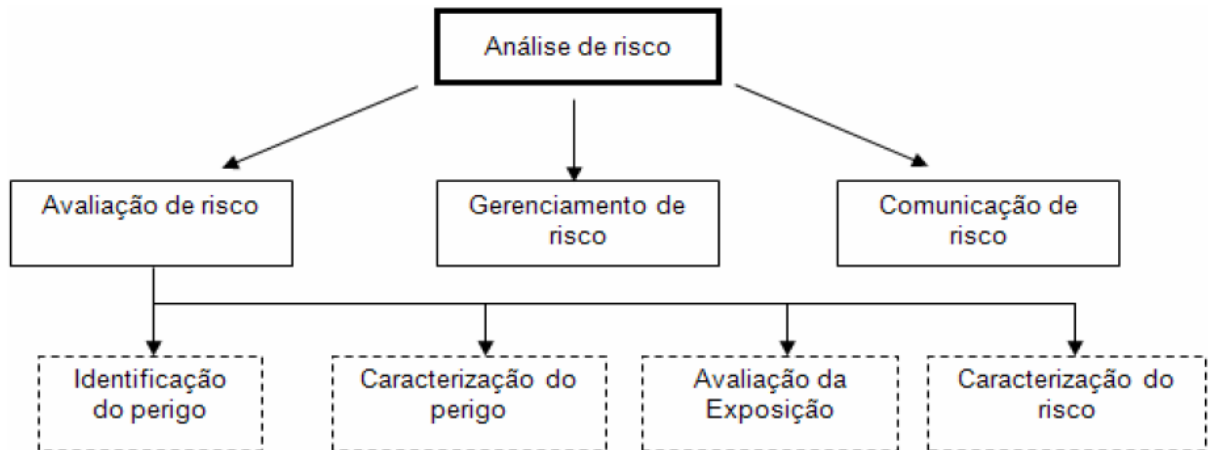 Análise de risco
Avaliação de risco
Gerenciamento de
risco
Comunicação de
risco
Identificação
do perigo
Caracterização do
perigo
Avaliação da
Exposição
Caracterização do
risco